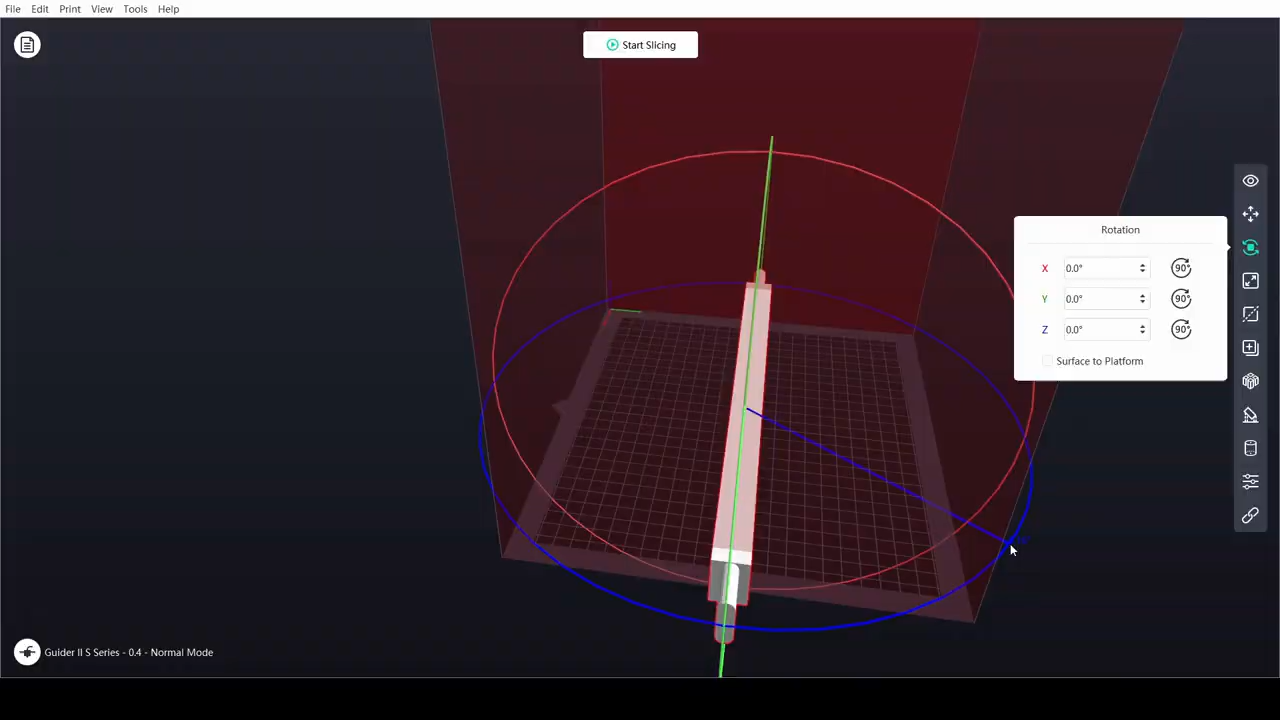 File Edit Print View Tools Help
Start Slicing
Rotation
X 0.0° 90°
Y 0.0° 90°
Z 0.0° 90°
Surface to Platform
Guider II S Series - 0.4 - Normal Mode